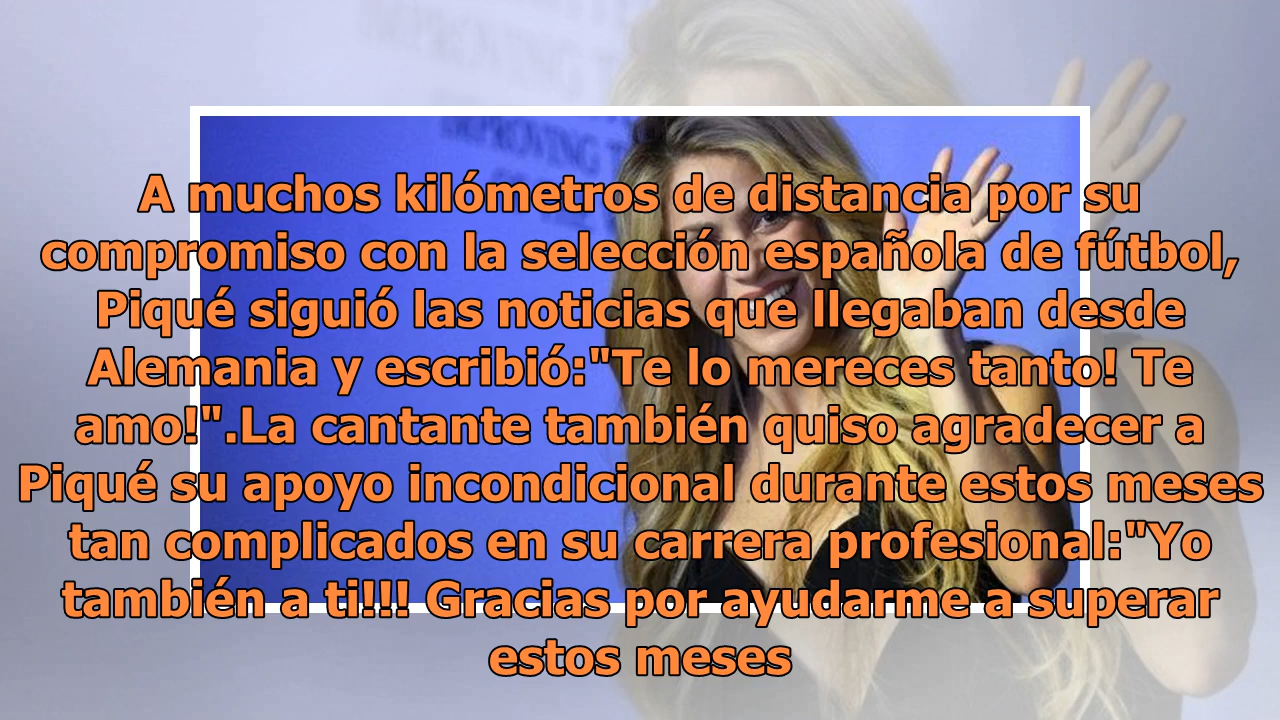 IMPROVING T
IMPROVING T
A muchos kilómetros de distancia por su
compromiso con la selección española de fútbol,
Piqué siguió las noticias que llegaban desde
Alemania y escribió:"Te lo mereces tanto! Te
amo!".La cantante también quiso agradecer a
Piqué su apoyo incondicional durante estos meses
tan complicados en su carrera profesional:"Yo
también a ti!!! Gracias por ayudarme a superar
estos meses